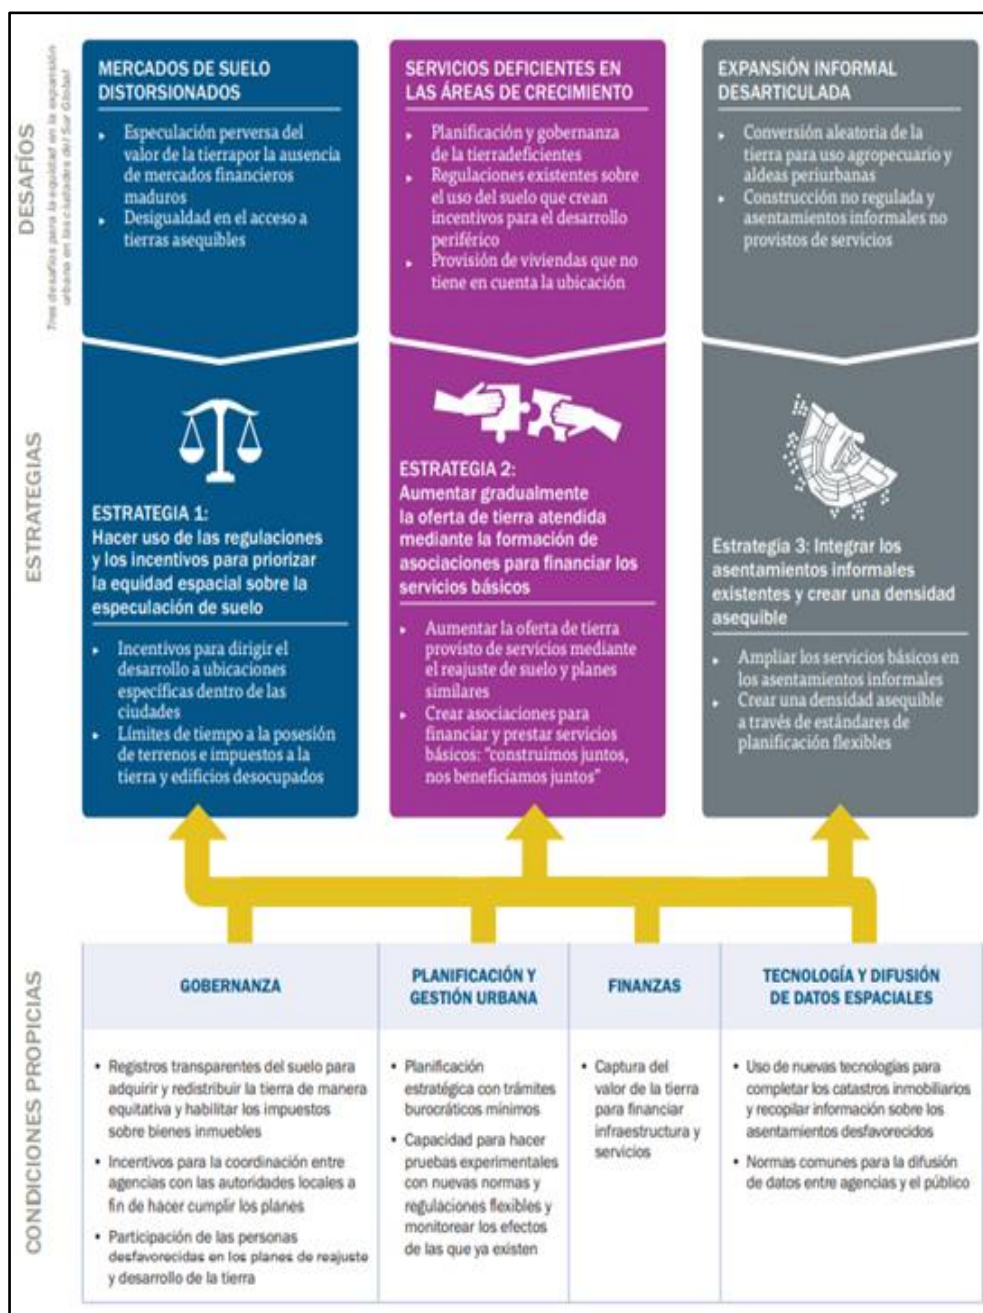 DESAFÍOS
Tres desafíos para la equidad en la expansión
urbana en las ciudades del Sur Global
MERCADOS DE SUELO
DISTORSIONADOS
▸ Especulación perversa del
valor de la tierrapor la ausencia
de mercados financieros
maduros
▸ Desigualdad en el acceso a
tierras asequibles
SERVICIOS DEFICIENTES EN
LAS ÁREAS DE CRECIMIENTO
▸ Planificación y gobernanza
de la tierradeficientes
▸ Regulaciones existentes sobre
el uso del suelo que crean
incentivos para el desarrollo
periférico
▸ Provisión de viviendas que no
tiene en cuenta la ubicación
EXPANSIÓN INFORMAL
DESARTICULADA
▸ Conversión aleatoria de la
tierra para uso agropecuario y
aldeas periurbanas
▸ Construcción no regulada y
asentamientos informales no
provistos de servicios
ESTRATEGIAS
ESTRATEGIA 1:
Hacer uso de las regulaciones
y los incentivos para priorizar
la equidad espacial sobre la
especulación de suelo
▸ Incentivos para dirigir el
desarrollo a ubicaciones
específicas dentro de las
ciudades
▸ Límites de tiempo a la posesión
de terrenos e impuestos a la
tierra y edificios desocupados
ESTRATEGIA 2:
Aumentar gradualmente
la oferta de tierra atendida
mediante la formación de
asociaciones para financiar los
servicios básicos
▸ Aumentar la oferta de tierra
provisto de servicios mediante
el reajuste de suelo y planes
similares
▸ Crear asociaciones para
financiar y prestar servicios
básicos: “construimos juntos,
nos beneficiamos juntos”
Estrategia 3: Integrar los
asentamientos informales
existentes y crear una densidad
asequible
▸ Ampliar los servicios básicos en
los asentamientos informales
▸ Crear una densidad asequible
a través de estándares de
planificación flexibles
CONDICIONES PROPICIAS
GOBERNANZA
• Registros transparentes del suelo para
adquirir y redistribuir la tierra de manera
equitativa y habilitar los impuestos
sobre bienes inmuebles
• Incentivos para la coordinación entre
agencias con las autoridades locales a
fin de hacer cumplir los planes
• Participación de las personas
desfavorecidas en los planes de reajuste
y desarrollo de la tierra
PLANIFICACIÓN Y
GESTIÓN URBANA
• Planificación
estratégica con trámites
burocráticos mínimos
• Capacidad para hacer
pruebas experimentales
con nuevas normas y
regulaciones flexibles y
monitorear los efectos
de las que ya existen
FINANZAS
• Captura del
valor de la tierra
para financiar
infraestructura y
servicios
TECNOLOGÍA Y DIFUSIÓN
DE DATOS ESPACIALES
• Uso de nuevas tecnologías para
completar los catastros inmobiliarios
y recopilar información sobre los
asentamientos desfavorecidos
• Normas comunes para la difusión
de datos entre agencias y el público